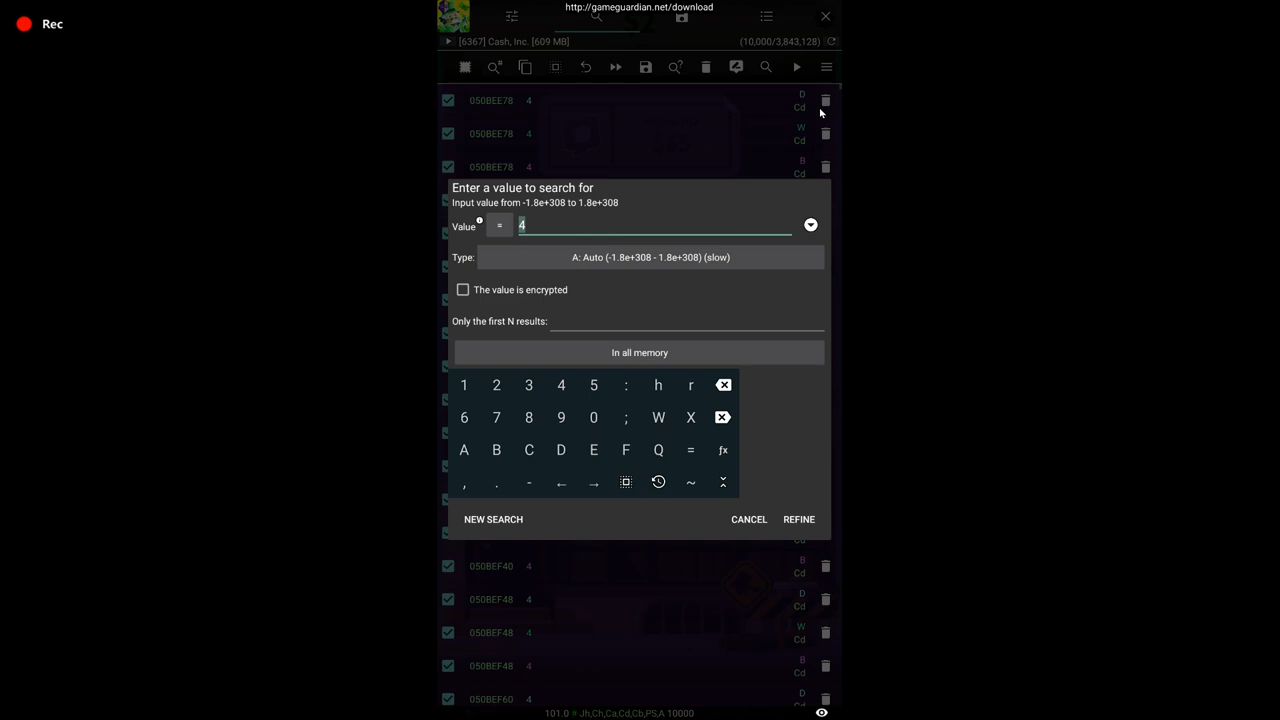 Rec
http://gameguardian.net/download
[6367] Cash, Inc. [609 MB] (10,000/3,843,128)
050BEE78 4 D
Cd
050BEE78 4 W
Cd
050BEE78 4 B
Cd
Enter a value to search for
Input value from -1.8e+308 to 1.8e+308
Value = 4
Type: A: Auto (-1.8e+308 - 1.8e+308) (slow)
The value is encrypted
Only the first N results:
In all memory
1 2 3 4 5 : h r
6 7 8 9 0 ; W X
A B C D E F Q = fx
, . - ← → ~
NEW SEARCH CANCEL REFINE
Cd
050BEF40 4 B
Cd
050BEF48 4 D
Cd
050BEF48 4 W
Cd
050BEF48 4 B
Cd
050BEF60 4 D
101.0 # Jh,Ch,Ca,Cd,Cb,PS,A 10000